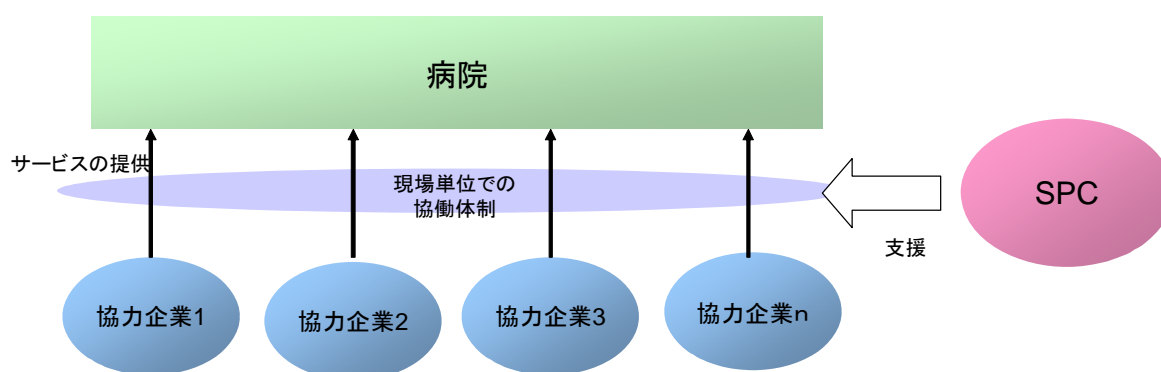 病院
サービスの提供
現場単位での
協働体制
SPC
支援
協力企業1
協力企業2
協力企業3
協力企業ｎ